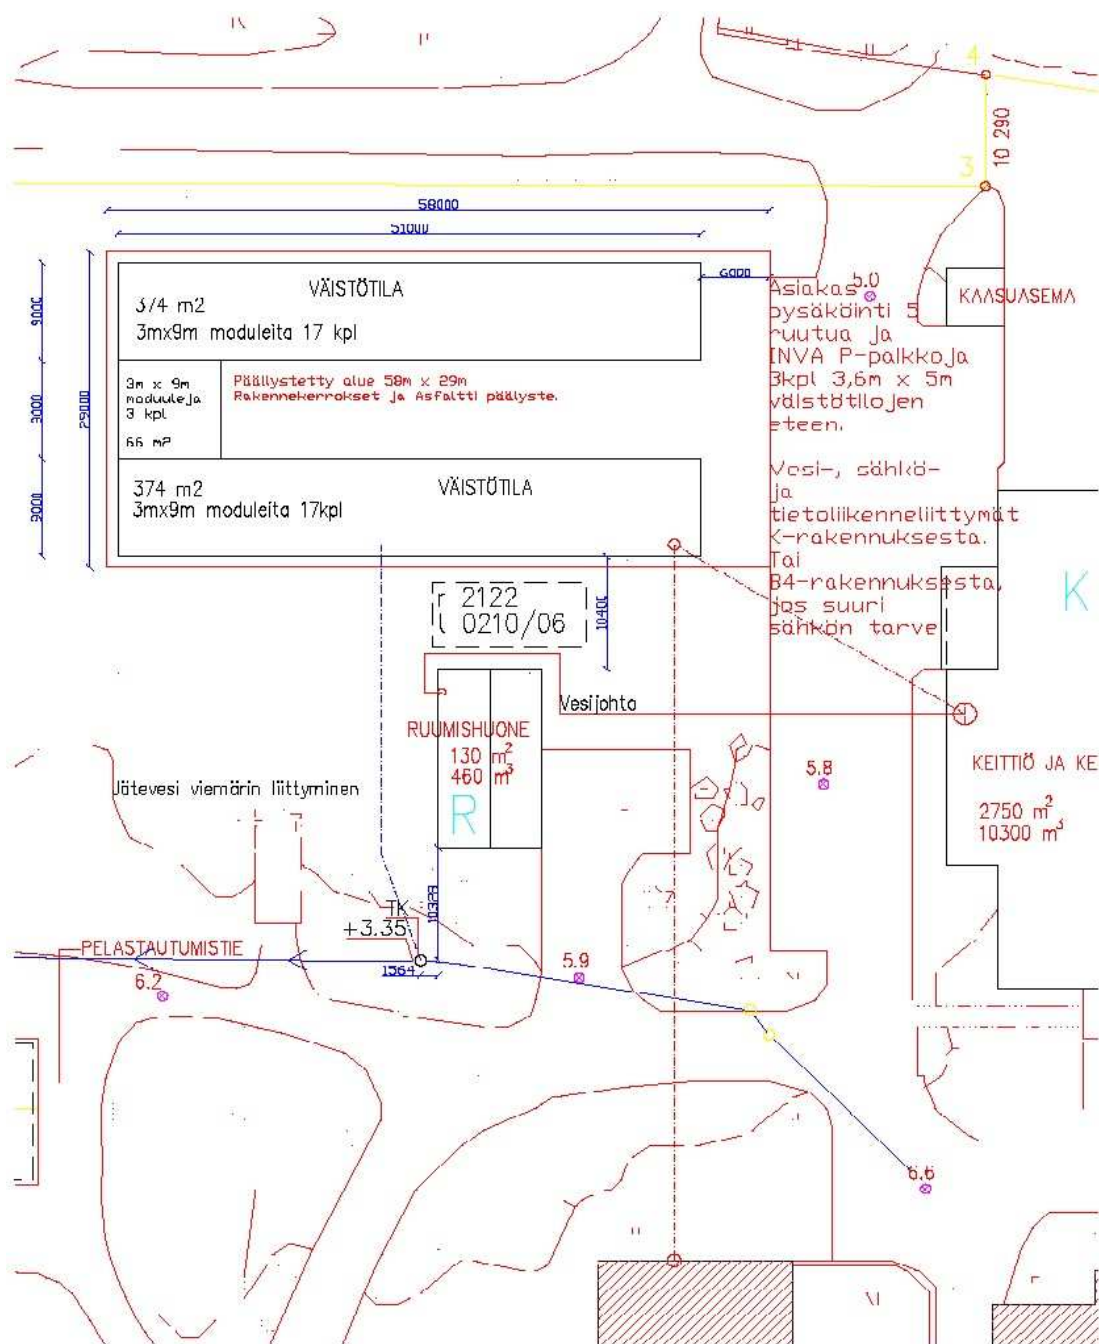 4
10 290
3
58000
51000
6000
VÄISTÖTILA
374 m2
3mx9m moduleita 17 kpl
9000
3m x 9m
moduuleja
3 kpl
66 m2
Päällystetty alue 58m x 29m
Rakennekerrokset ja Asfaltti päälyste.
29000
9000
374 m2
3mx9m moduleita 17kpl
VÄISTÖTILA
9000
5.0
KAASUASEMA
Asiakas
pysäköinti 5
ruutua ja
INVA P-paikkoja
3kpl 3,6m x 5m
väistötilojen
eteen.
Vesi-, sähkö-
ja
tietoliikenneliittymät
K-rakennuksesta.
Tai
B4-rakennuksesta,
jos suuri
sähkön tarve
K
2122
0210/06
10400
Vesijohto
RUUMISHUONE
130 m²
460 m³
R
5.8
KEITTIÖ JA KE
2750 m²
10300 m³
Jätevesi viemärin liittyminen
TK
+3.35
10323
1564
PELASTAUTUMISTIE
6.2
5.9
6.6